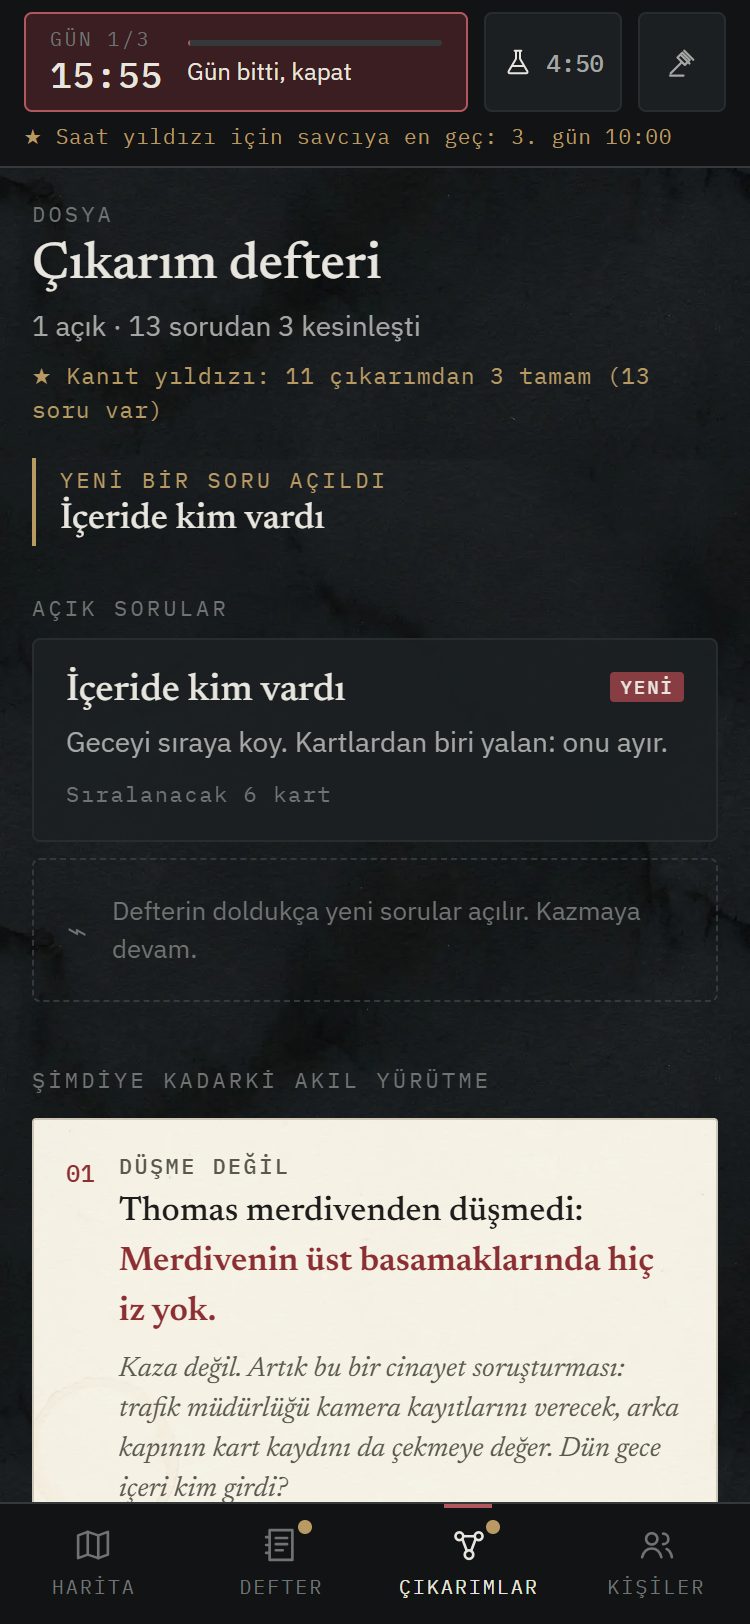 GÜN 1/3
15:55
Gün bitti, kapat
4:50
★ Saat yıldızı için savcıya en geç: 3. gün 10:00
DOSYA
Çıkarım defteri
1 açık · 13 sorudan 3 kesinleşti
★ Kanıt yıldızı: 11 çıkarımdan 3 tamam (13
soru var)
YENİ BİR SORU AÇILDI
İçeride kim vardı
AÇIK SORULAR
İçeride kim vardı
YENİ
Geceyi sıraya koy. Kartlardan biri yalan: onu ayır.
Sıralanacak 6 kart
Defterin doldukça yeni sorular açılır. Kazmaya
devam.
ŞİMDİYE KADARKİ AKIL YÜRÜTME
01
DÜŞME DEĞİL
Thomas merdivenden düşmedi:
Merdivenin üst basamaklarında hiç
iz yok.
Kaza değil. Artık bu bir cinayet soruşturması:
trafik müdürlüğü kamera kayıtlarını verecek, arka
kapının kart kaydını da çekmeye değer. Dün gece
içeri kim girdi?
HARİTA
DEFTER
ÇIKARIMLAR
KİŞİLER